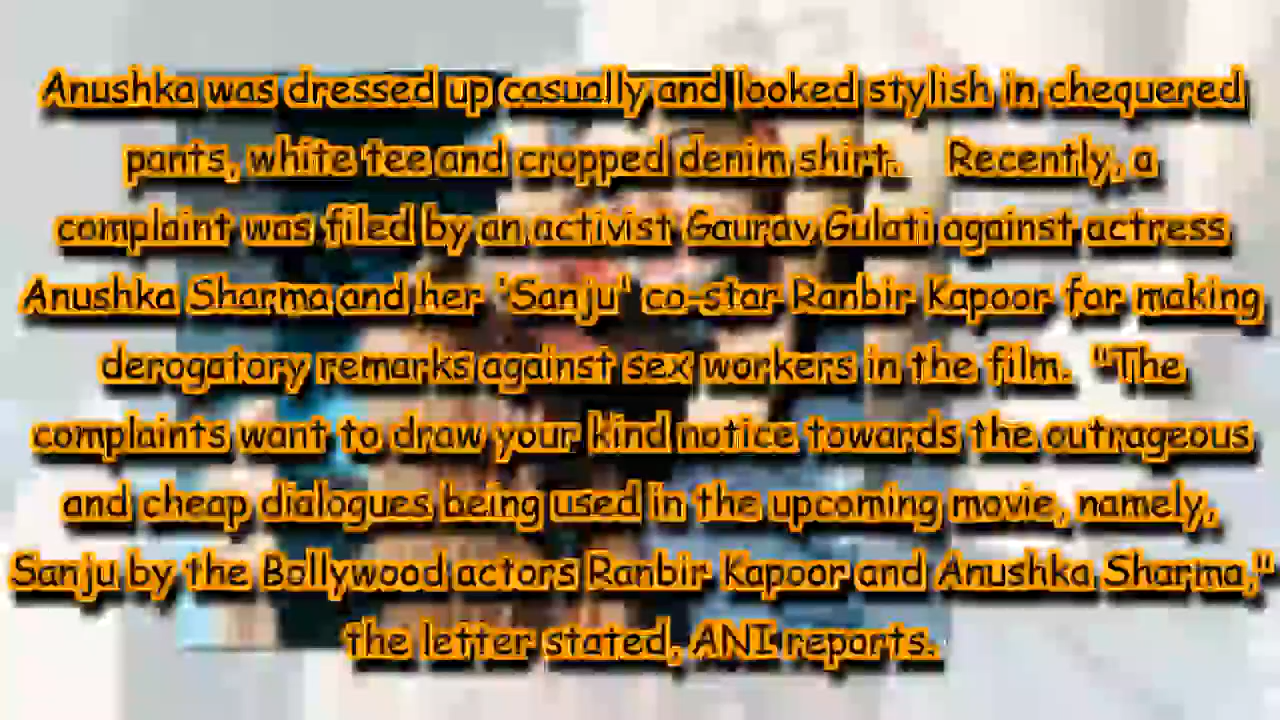 Anushka was dressed up casually and looked stylish in chequered
pants, white tee and cropped denim shirt. Recently, a
complaint was filed by an activist Gaurav Gulati against actress
Anushka Sharma and her 'Sanju' co-star Ranbir Kapoor for making
derogatory remarks against sex workers in the film. "The
complaints want to draw your kind notice towards the outrageous
and cheap dialogues being used in the upcoming movie, namely,
Sanju by the Bollywood actors Ranbir Kapoor and Anushka Sharma,"
the letter stated, ANI reports.